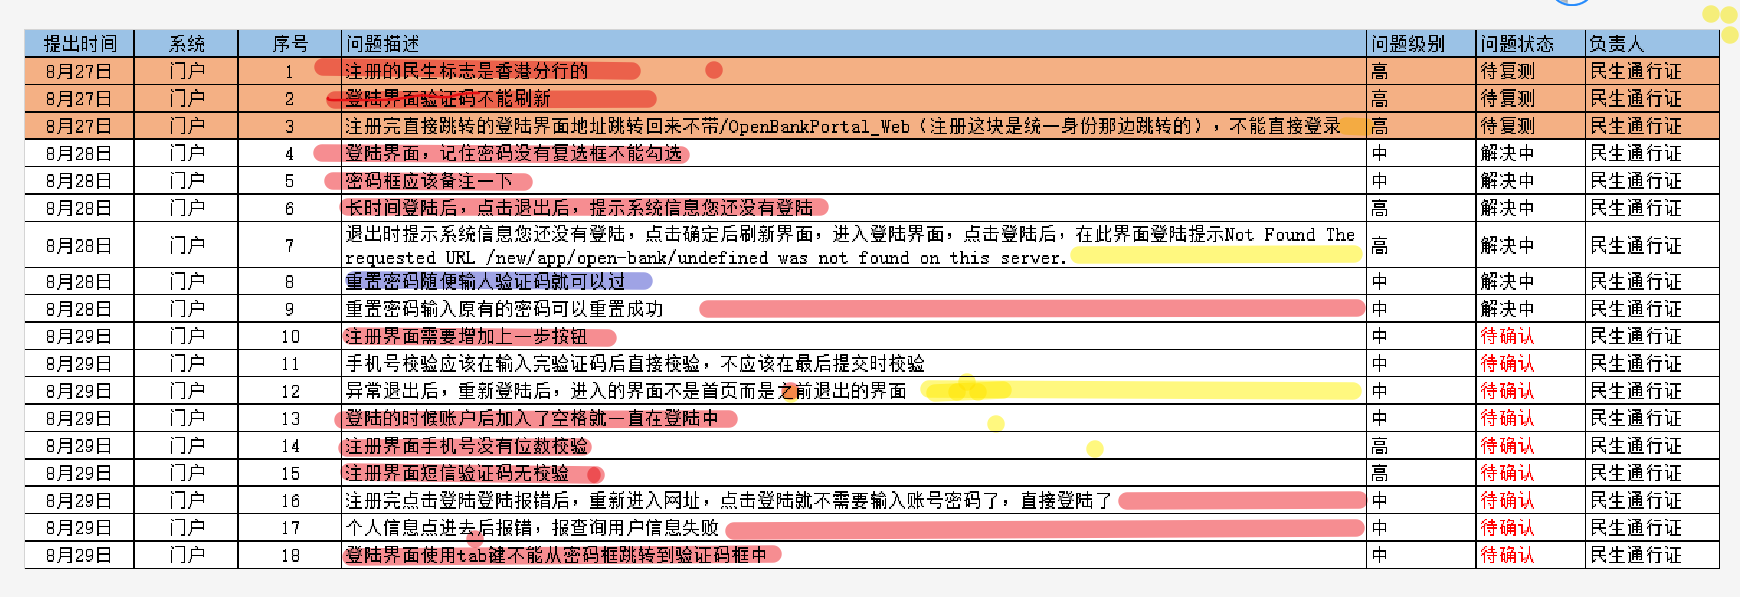 提出时间 系统 序号 问题描述 问题级别 问题状态 负责人
8月27日 门户 1 注册的民生标志是香港分行的 高 待复测 民生通行证
8月27日 门户 2 登陆界面验证码不能刷新 高 待复测 民生通行证
8月27日 门户 3 注册完直接跳转的登陆界面地址跳转回来不带/OpenBankPortal_Web（注册这块是统一身份那边跳转的），不能直接登录 高 待复测 民生通行证
8月28日 门户 4 登陆界面，记住密码没有复选框不能勾选 中 解决中 民生通行证
8月28日 门户 5 密码框应该备注一下 中 解决中 民生通行证
8月28日 门户 6 长时间登陆后，点击退出后，提示系统信息您还没有登陆 高 解决中 民生通行证
8月28日 门户 7 退出时提示系统信息您还没有登陆，点击确定后刷新界面，进入登陆界面，点击登陆后，在此界面登陆提示Not Found The
requested URL /new/app/open-bank/undefined was not found on this server. 高 解决中 民生通行证
8月28日 门户 8 重置密码随便输入验证码就可以过 中 解决中 民生通行证
8月28日 门户 9 重置密码输入原有的密码可以重置成功 中 解决中 民生通行证
8月29日 门户 10 注册界面需要增加上一步按钮 中 待确认 民生通行证
8月29日 门户 11 手机号校验应该在输入完验证码后直接校验，不应该在最后提交时校验 中 待确认 民生通行证
8月29日 门户 12 异常退出后，重新登陆后，进入的界面不是首页而是之前退出的界面 中 待确认 民生通行证
8月29日 门户 13 登陆的时候账户后加入了空格就一直在登陆中 中 待确认 民生通行证
8月29日 门户 14 注册界面手机号没有位数校验 高 待确认 民生通行证
8月29日 门户 15 注册界面短信验证码无校验 高 待确认 民生通行证
8月29日 门户 16 注册完点击登陆登陆报错后，重新进入网址，点击登陆就不需要输入账号密码了，直接登陆了 中 待确认 民生通行证
8月29日 门户 17 个人信息点进去后报错，报查询用户信息失败 中 待确认 民生通行证
8月29日 门户 18 登陆界面使用tab键不能从密码框跳转到验证码框中 中 待确认 民生通行证